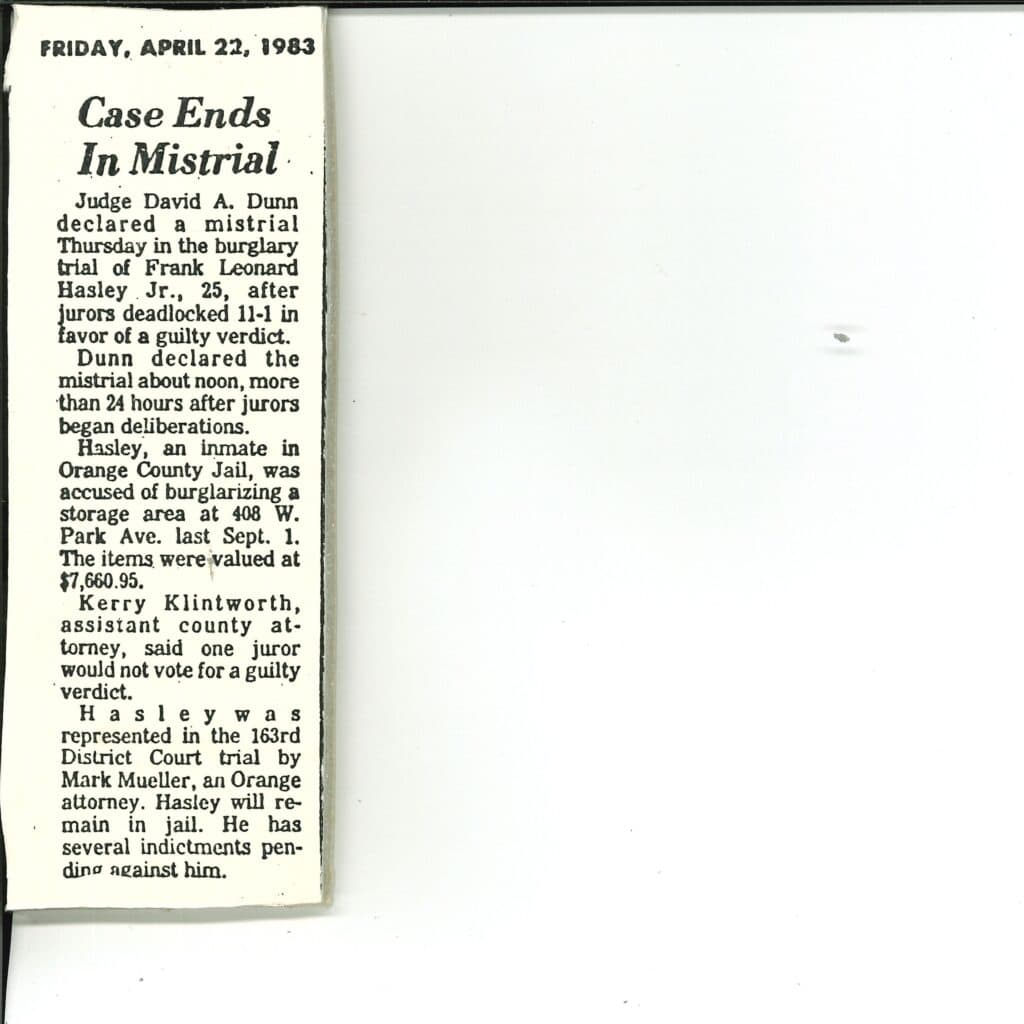 FRIDAY, APRIL 22, 1983
Case Ends
In Mistrial
Judge David A. Dunn
declared a mistrial
Thursday in the burglary
trial of Frank Leonard
Hasley Jr., 25, after
jurors deadlocked 11-1 in
favor of a guilty verdict.
Dunn declared the
mistrial about noon, more
than 24 hours after jurors
began deliberations.
Hasley, an inmate in
Orange County Jail, was
accused of burglarizing a
storage area at 408 W.
Park Ave. last Sept. 1.
The items were valued at
$7,660.95.
Kerry Klintworth,
assistant county at-
torney, said one juror
would not vote for a guilty
verdict.
Hasley was
represented in the 163rd
District Court trial by
Mark Mueller, an Orange
attorney. Hasley will re-
main in jail. He has
several indictments pen-
ding against him.